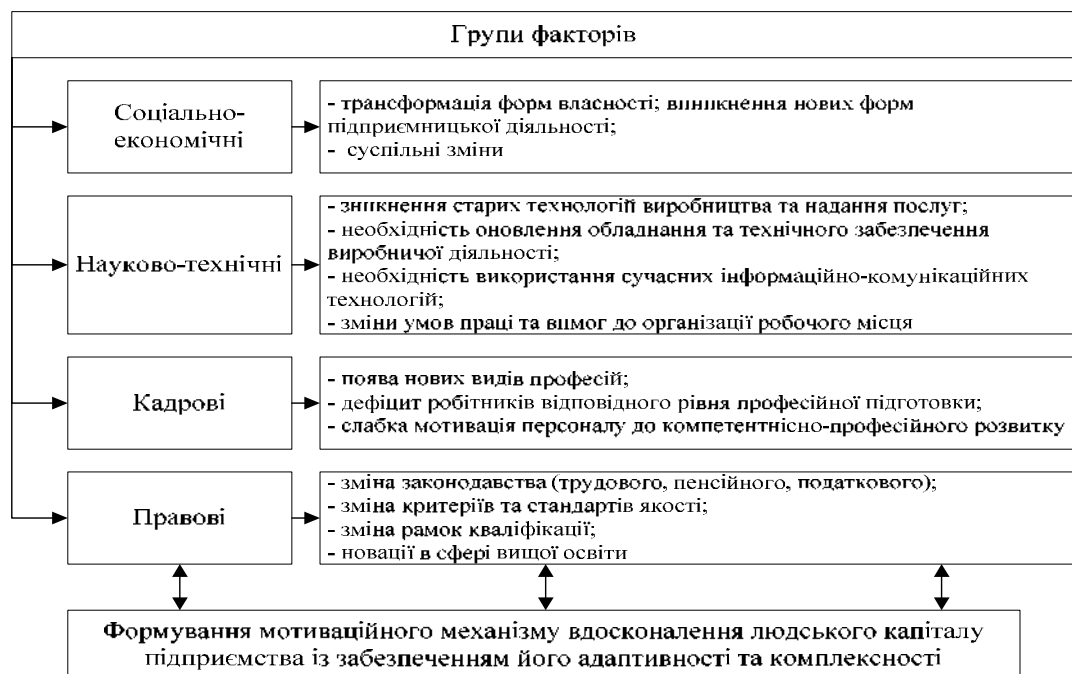 Групи факторів
Соціально-
економічні
- трансформація форм власності; виникнення нових форм
підприємницької діяльності;
- суспільні зміни
Науково-технічні
- зникнення старих технологій виробництва та надання послуг;
- необхідність оновлення обладнання та технічного забезпечення
виробничої діяльності;
- необхідність використання сучасних інформаційно-комунікаційних
технологій;
- зміни умов праці та вимог до організації робочого місця
Кадрові
- поява нових видів професій;
- дефіцит робітників відповідного рівня професійної підготовки;
- слабка мотивація персоналу до компетентнісно-професійного розвитку
Правові
- зміна законодавства (трудового, пенсійного, податкового);
- зміна критеріїв та стандартів якості;
- зміна рамок кваліфікації;
- новації в сфері вищої освіти
Формування мотиваційного механізму вдосконалення людського капіталу
підприємства із забезпеченням його адаптивності та комплексності